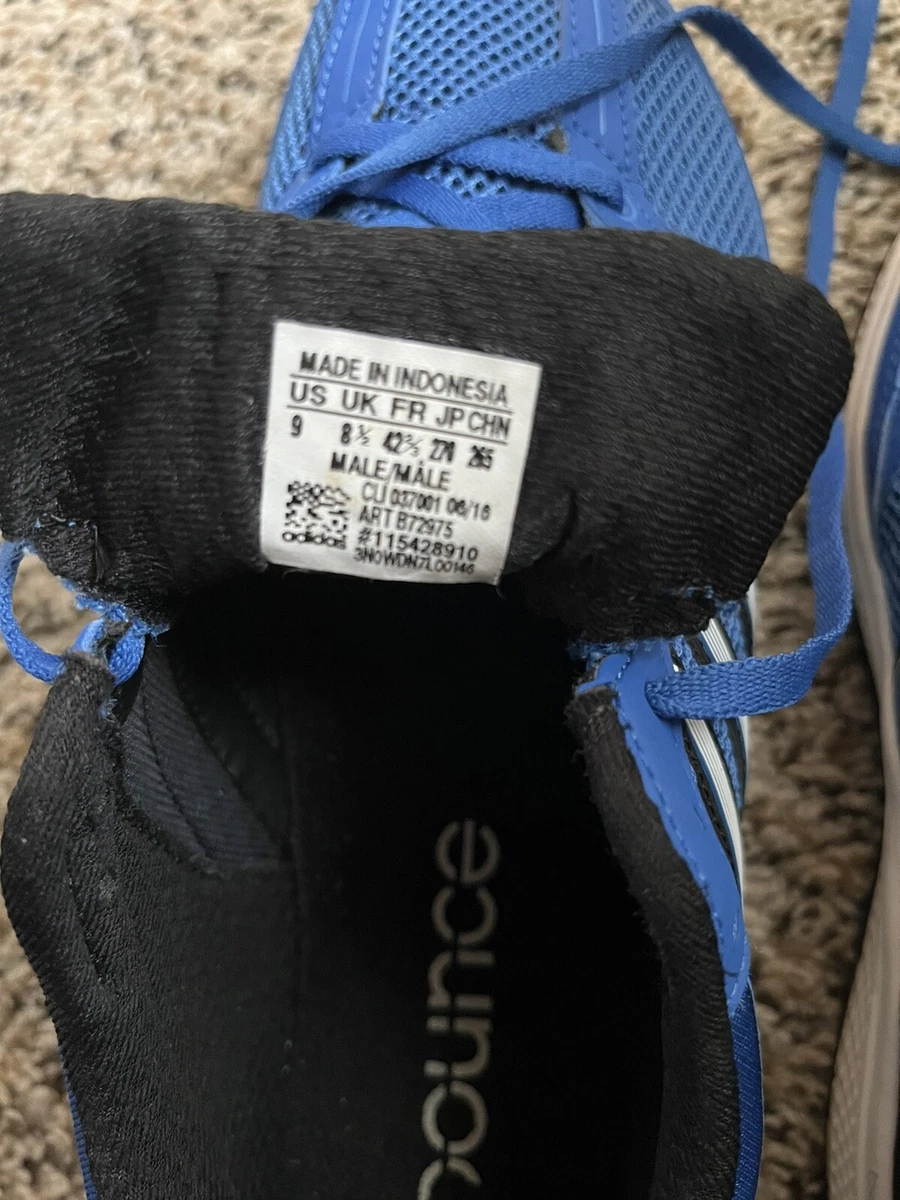 MADE IN INDONESIA
US UK FR JP CHN
9 8½ 42⅔ 270 265
MALE/MÂLE
CU 037001 06/16
ART B72975
#115428910
adidas
3N0WDN7L00146
bounce